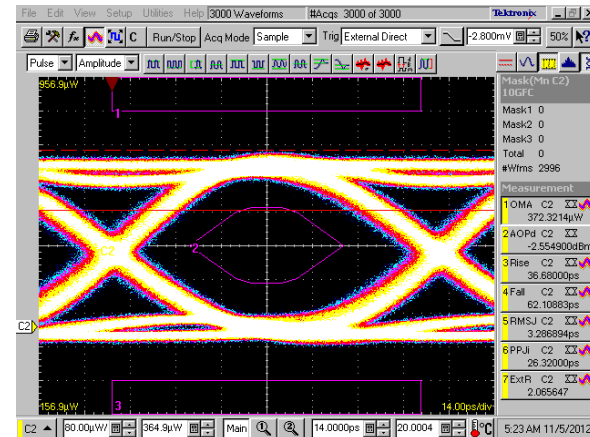 File Edit View Setup Utilities Help 3000 Waveforms #Acqs 3000 of 3000 Tektronix
C Run/Stop Acq Mode Sample Trig External Direct -2.800mV 50%
Pulse Amplitude
956.9µW
1
2
C2
C2
-156.9µW
3
14.00ps/div
Mask(Mn C2)
10GFC
Mask1 0
Mask2 0
Mask3 0
Total 0
#Wfms 2996
Measurement
1 OMA C2
372.3214µW
2 AOPd C2
-2.554900dBm
3 Rise C2
36.68000ps
4 Fall C2
62.10883ps
5 RMSJ C2
3.286894ps
6 PPJi C2
26.32000ps
7 ExtR C2
2.065647
C2 80.00µW/ 364.9µW Main 14.0000ps 20.0004 °C 5:23 AM 11/5/2012